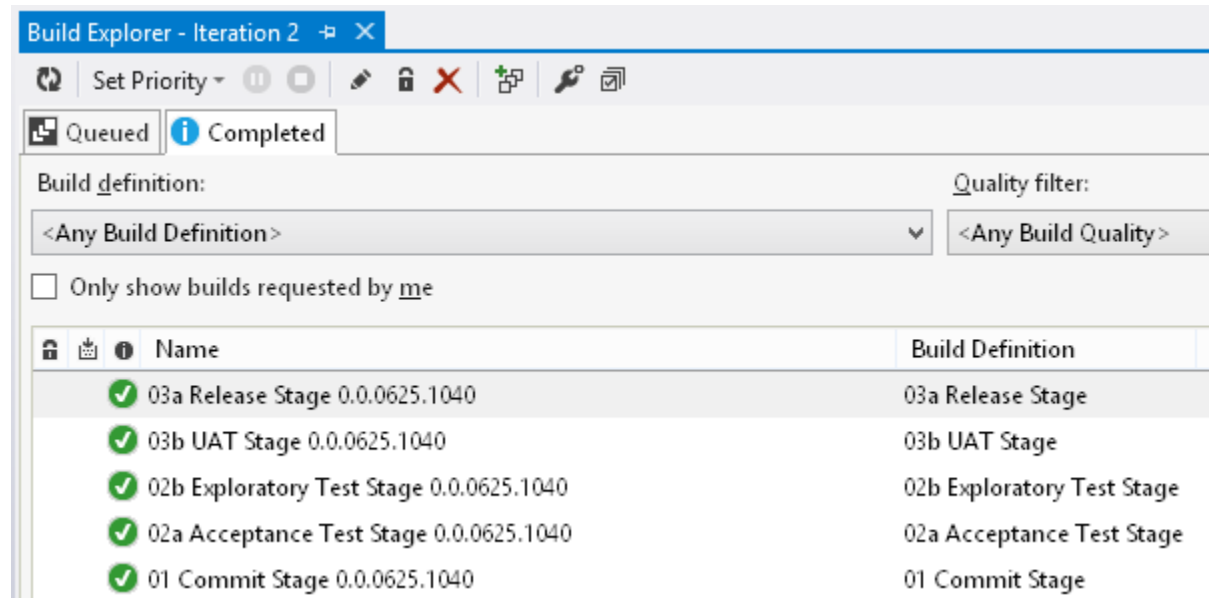 Build Explorer - Iteration 2
Set Priority
Queued Completed
Build definition: Quality filter:
<Any Build Definition> <Any Build Quality>
Only show builds requested by me
Name Build Definition
03a Release Stage 0.0.0625.1040 03a Release Stage
03b UAT Stage 0.0.0625.1040 03b UAT Stage
02b Exploratory Test Stage 0.0.0625.1040 02b Exploratory Test Stage
02a Acceptance Test Stage 0.0.0625.1040 02a Acceptance Test Stage
01 Commit Stage 0.0.0625.1040 01 Commit Stage